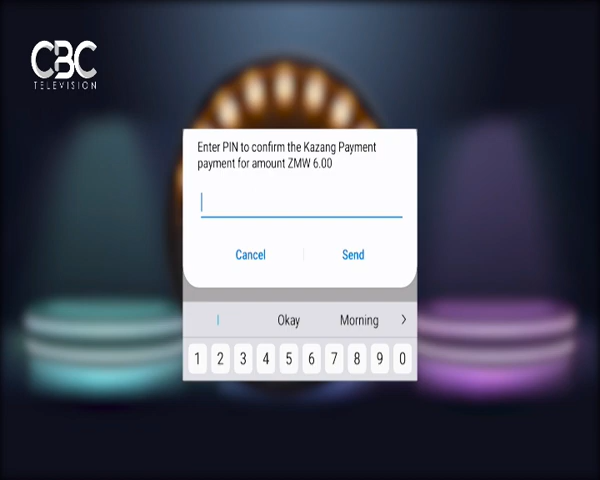 CBC
TELEVISION
Enter PIN to confirm the Kazang Payment
payment for amount ZMW 6.00
Cancel
Send
I
Okay
Morning
1 2 3 4 5 6 7 8 9 0